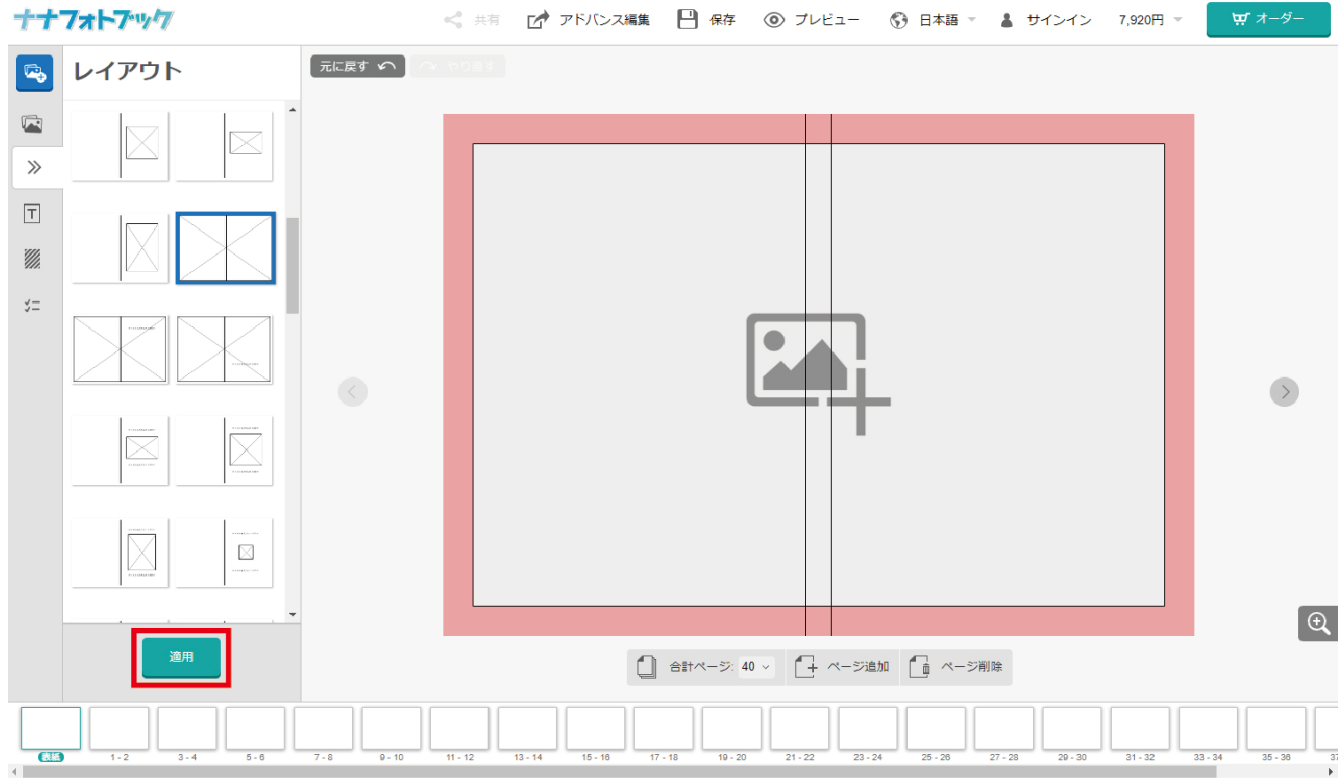 ナナフォトブック
共有
アドバンス編集
保存
プレビュー
日本語
サインイン
7,920円
オーダー
レイアウト
元に戻す
やり直す
T
適用
合計ページ: 40
ページ追加
ページ削除
表紙
1 - 2
3 - 4
5 - 6
7 - 8
9 - 10
11 - 12
13 - 14
15 - 16
17 - 18
19 - 20
21 - 22
23 - 24
25 - 26
27 - 28
29 - 30
31 - 32
33 - 34
35 - 36
37